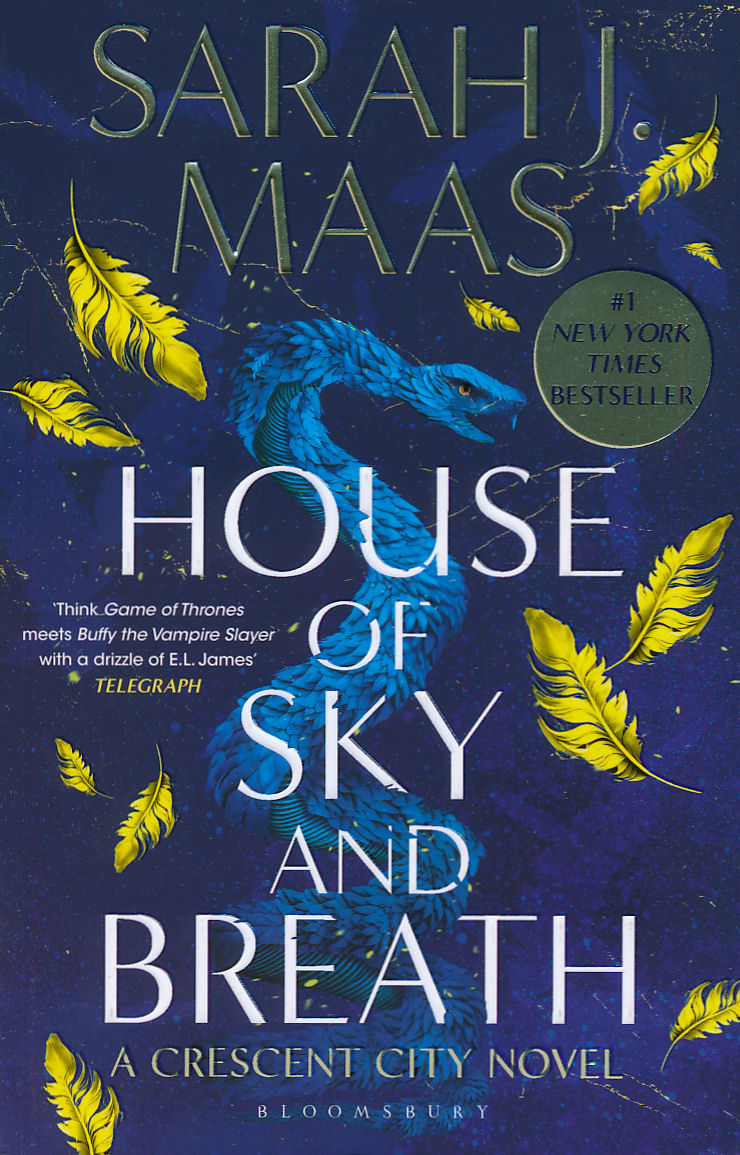 SARAH J.
MAAS
#1
NEW YORK
TIMES
BESTSELLER
HOUSE
OF
SKY
AND
BREATH
'Think Game of Thrones
meets Buffy the Vampire Slayer
with a drizzle of E.L. James'
TELEGRAPH
A CRESCENT CITY NOVEL
BLOOMSBURY